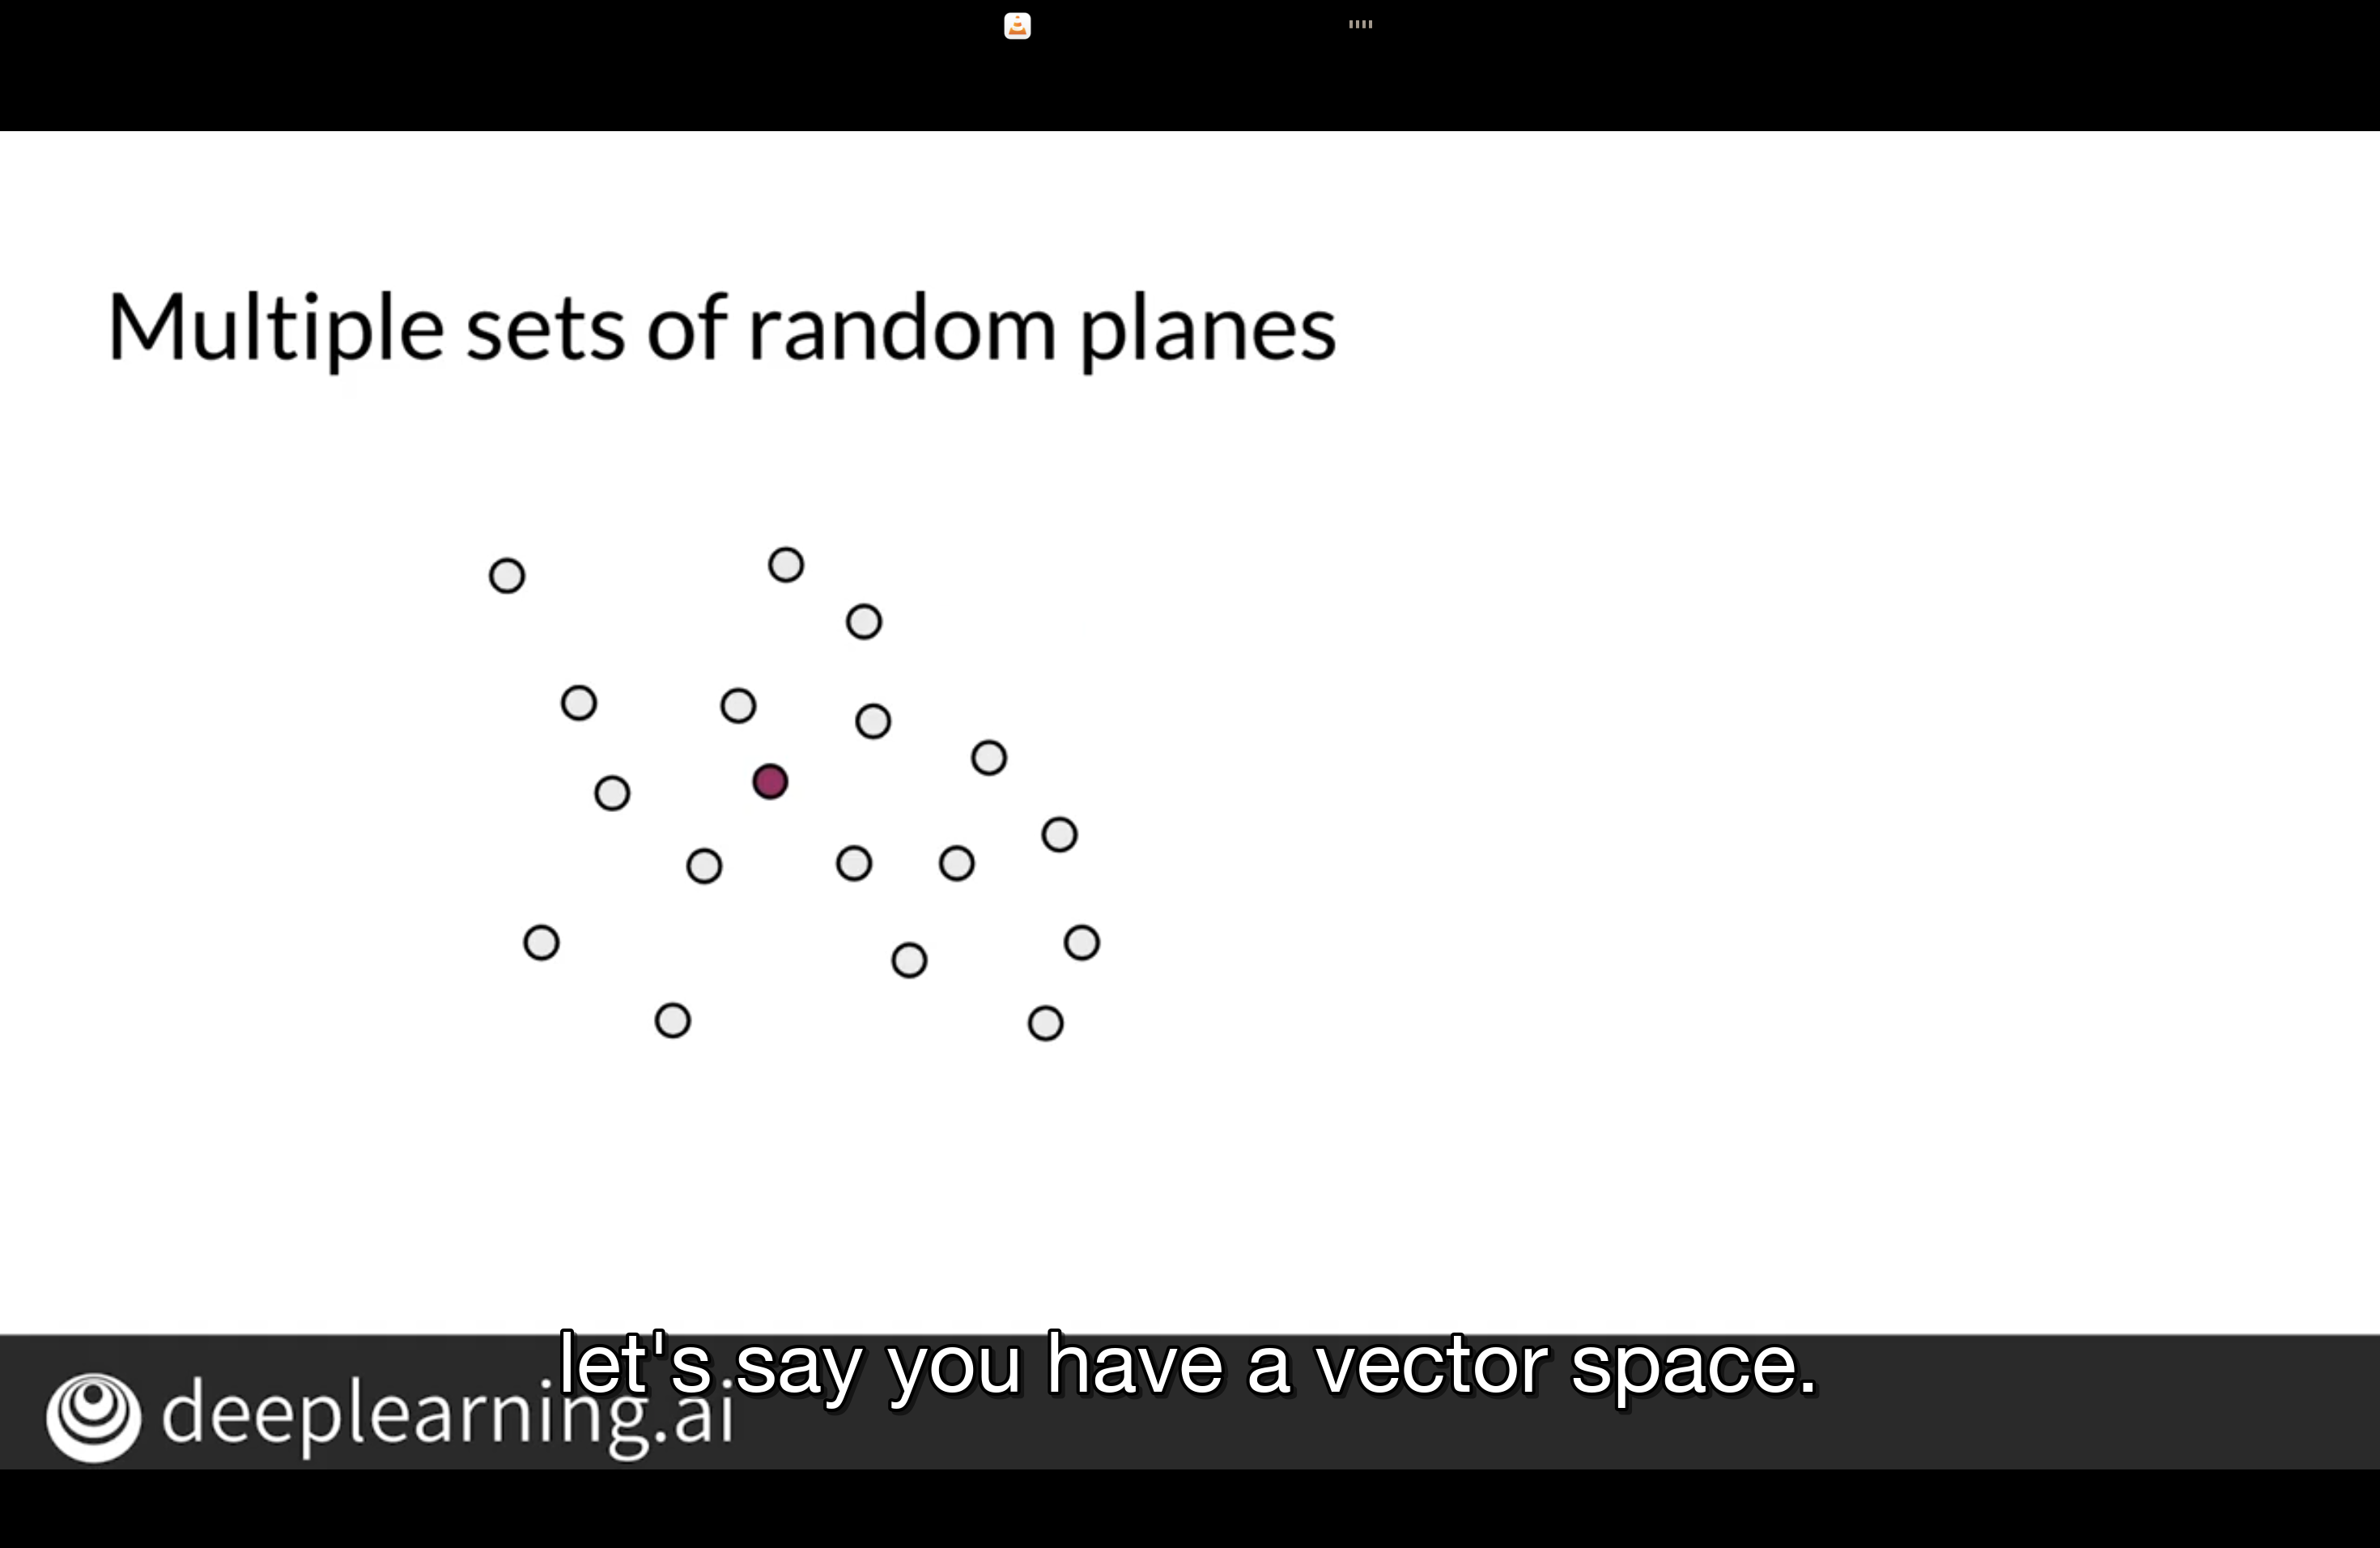 Multiple sets of random planes
let's say you have a vector space.
deeplearning.ai